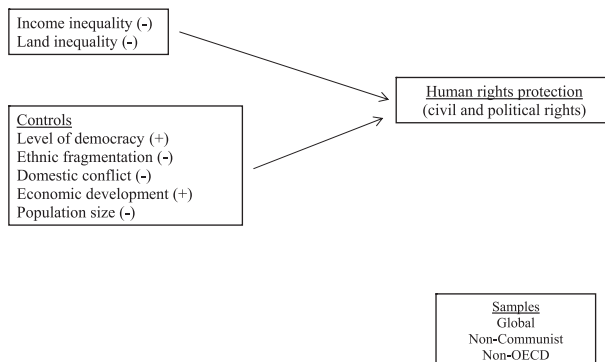 Income inequality (-)
Land inequality (-)
Human rights protection
(civil and political rights)
Controls
Level of democracy (+)
Ethnic fragmentation (-)
Domestic conflict (-)
Economic development (+)
Population size (-)
Samples
Global
Non-Communist
Non-OECD